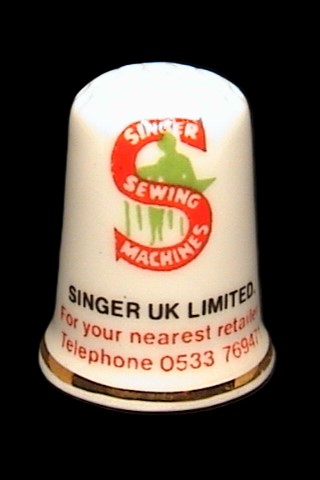 SINGER
SEWING
MACHINES
SINGER UK LIMITED.
For your nearest retailer
Telephone 0533 76947